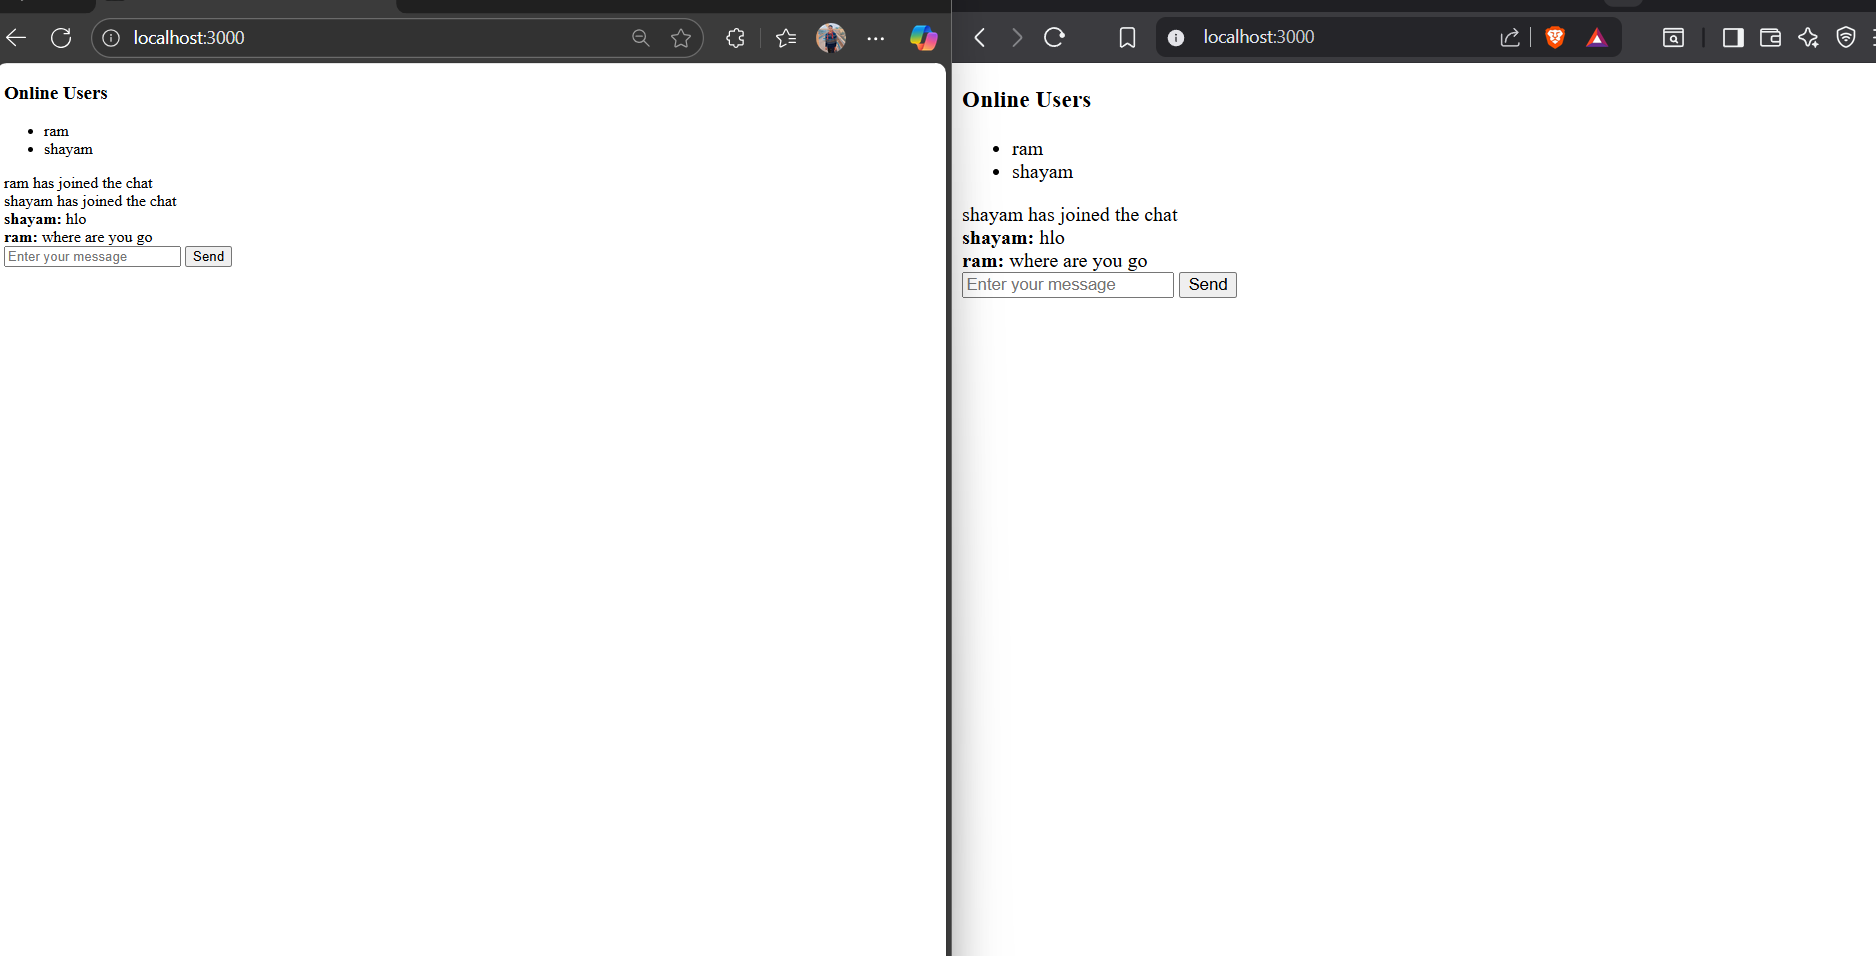 localhost:3000
Online Users
ram
shayam
ram has joined the chat
shayam has joined the chat
shayam: hlo
ram: where are you go
Enter your message Send
localhost:3000
Online Users
ram
shayam
shayam has joined the chat
shayam: hlo
ram: where are you go
Enter your message Send